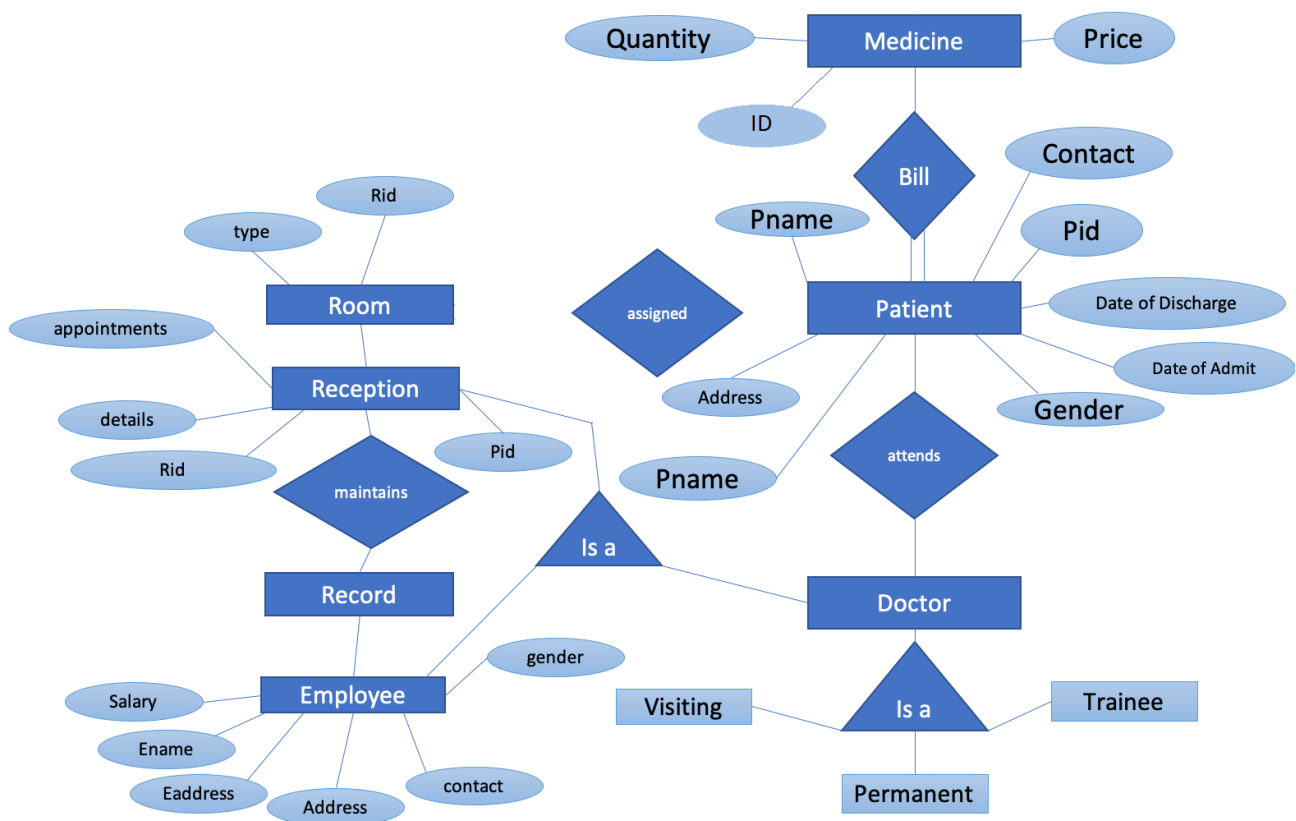 Quantity
Medicine
Price
ID
Contact
Bill
Rid
Pname
type
Pid
Room
Date of Discharge
assigned
Patient
appointments
Date of Admit
Reception
Address
Gender
details
Pid
attends
Rid
Pname
maintains
Is a
Record
Doctor
gender
Employee
Salary
Visiting
Is a
Trainee
Ename
Eaddress
Address
contact
Permanent